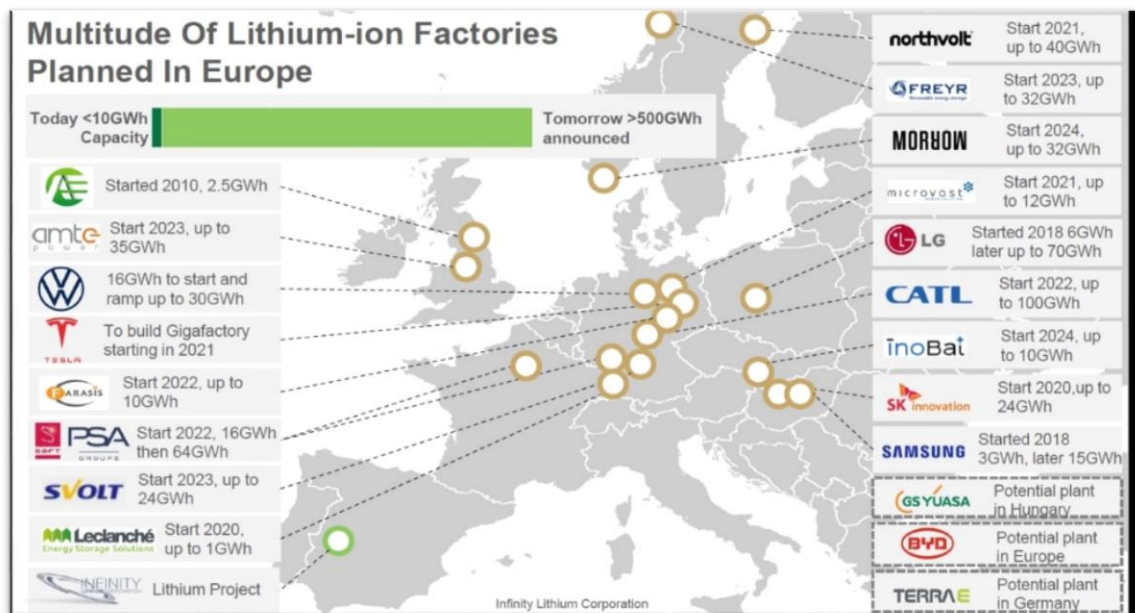 Multitude Of Lithium-ion Factories
Planned In Europe
Today <10GWh
Capacity
Tomorrow >500GWh
announced
AE
Started 2010, 2.5GWh
amte
power
Start 2023, up to
35GWh
VW
16GWh to start and
ramp up to 30GWh
TESLA
To build Gigafactory
starting in 2021
FARASIS
Start 2022, up to
10GWh
SAFT
PSA
GROUPE
Start 2022, 16GWh
then 64GWh
SVOLT
Start 2023, up to
24GWh
Leclanché
Energy Storage Solutions
Start 2020,
up to 1GWh
INFINITY
Lithium Project
northvolt
Start 2021,
up to 40GWh
FREYR
Start 2023, up
to 32GWh
MORROW
Start 2024,
up to 32GWh
microvast
Start 2021, up
to 12GWh
LG
Started 2018 6GWh
later up to 70GWh
CATL
Start 2022, up
to 100GWh
inoBat
Start 2024, up
to 10GWh
SK innovation
Start 2020,up to
24GWh
SAMSUNG
Started 2018
3GWh, later 15GWh
GS YUASA
Potential plant
in Hungary
BYD
Potential plant
in Europe
TERRA E
Potential plant
in Germany
Infinity Lithium Corporation